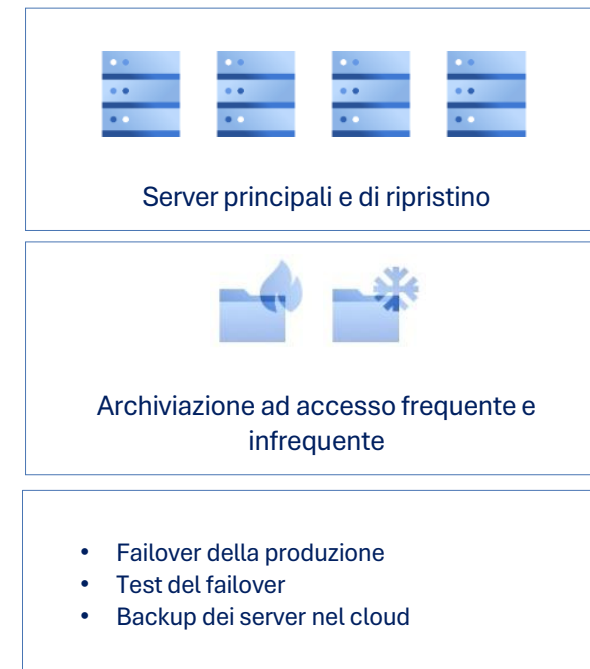 Server principali e di ripristino
Archiviazione ad accesso frequente e
infrequente
• Failover della produzione
• Test del failover
• Backup dei server nel cloud